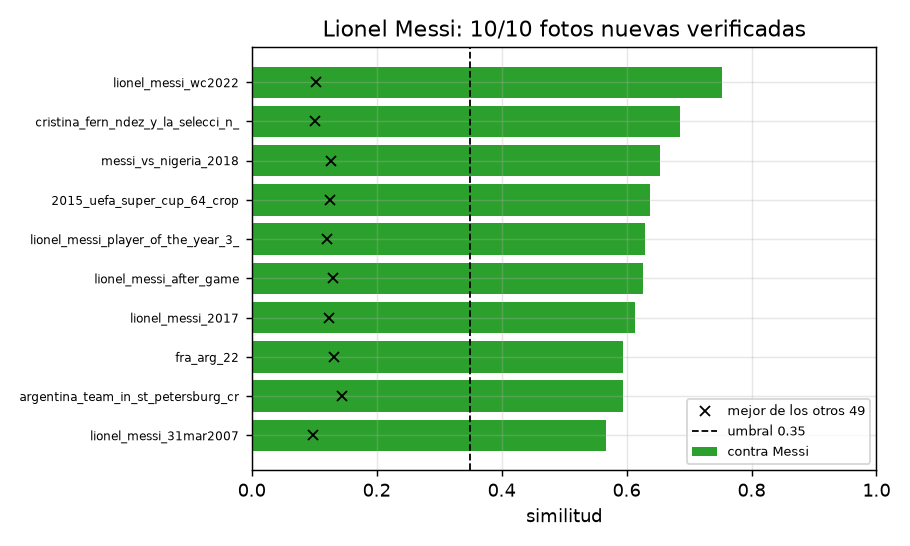 Lionel Messi: 10/10 fotos nuevas verificadas
lionel_messi_wc2022
cristina_fern_ndez_y_la_selecci_n_
messi_vs_nigeria_2018
2015_uefa_super_cup_64_crop
lionel_messi_player_of_the_year_3_
lionel_messi_after_game
lionel_messi_2017
fra_arg_22
argentina_team_in_st_petersburg_cr
lionel_messi_31mar2007
mejor de los otros 49
umbral 0.35
contra Messi
0.0 0.2 0.4 0.6 0.8 1.0
similitud